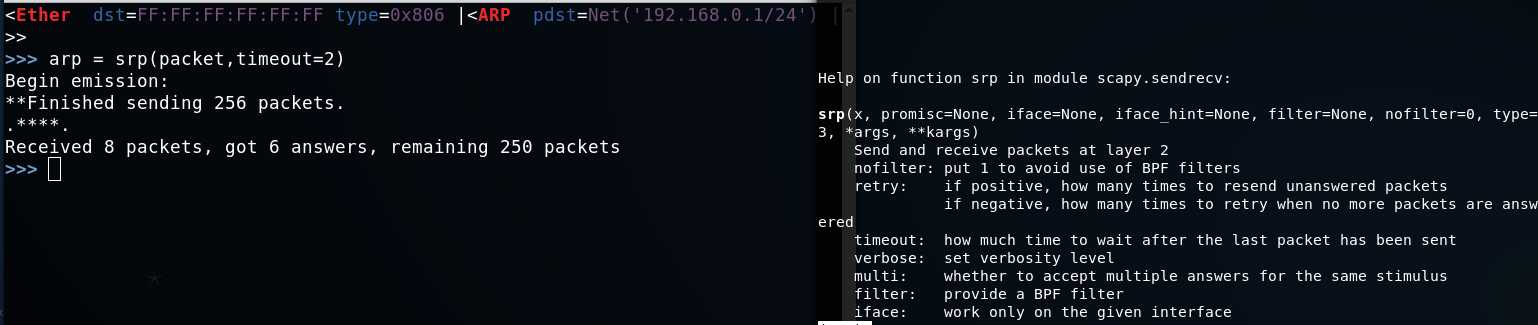 <Ether  dst=FF:FF:FF:FF:FF:FF type=0x806 |<ARP  pdst=Net('192.168.0.1/24') |
>>
>>> arp = srp(packet,timeout=2)
Begin emission:
**Finished sending 256 packets.
.****.
Received 8 packets, got 6 answers, remaining 250 packets
>>>
Help on function srp in module scapy.sendrecv:
srp(x, promisc=None, iface=None, iface_hint=None, filter=None, nofilter=0, type=
3, *args, **kargs)
Send and receive packets at layer 2
nofilter: put 1 to avoid use of BPF filters
retry:    if positive, how many times to resend unanswered packets
if negative, how many times to retry when no more packets are answ
ered
timeout:  how much time to wait after the last packet has been sent
verbose:  set verbosity level
multi:    whether to accept multiple answers for the same stimulus
filter:   provide a BPF filter
iface:    work only on the given interface